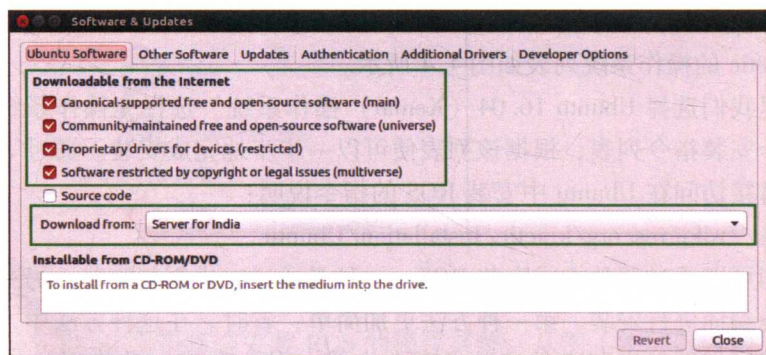 Software & Updates
Ubuntu Software Other Software Updates Authentication Additional Drivers Developer Options
Downloadable from the Internet
Canonical-supported free and open-source software (main)
Community-maintained free and open-source software (universe)
Proprietary drivers for devices (restricted)
Software restricted by copyright or legal issues (multiverse)
Source code
Download from: Server for India
Installable from CD-ROM/DVD
To install from a CD-ROM or DVD, insert the medium into the drive.
Revert Close